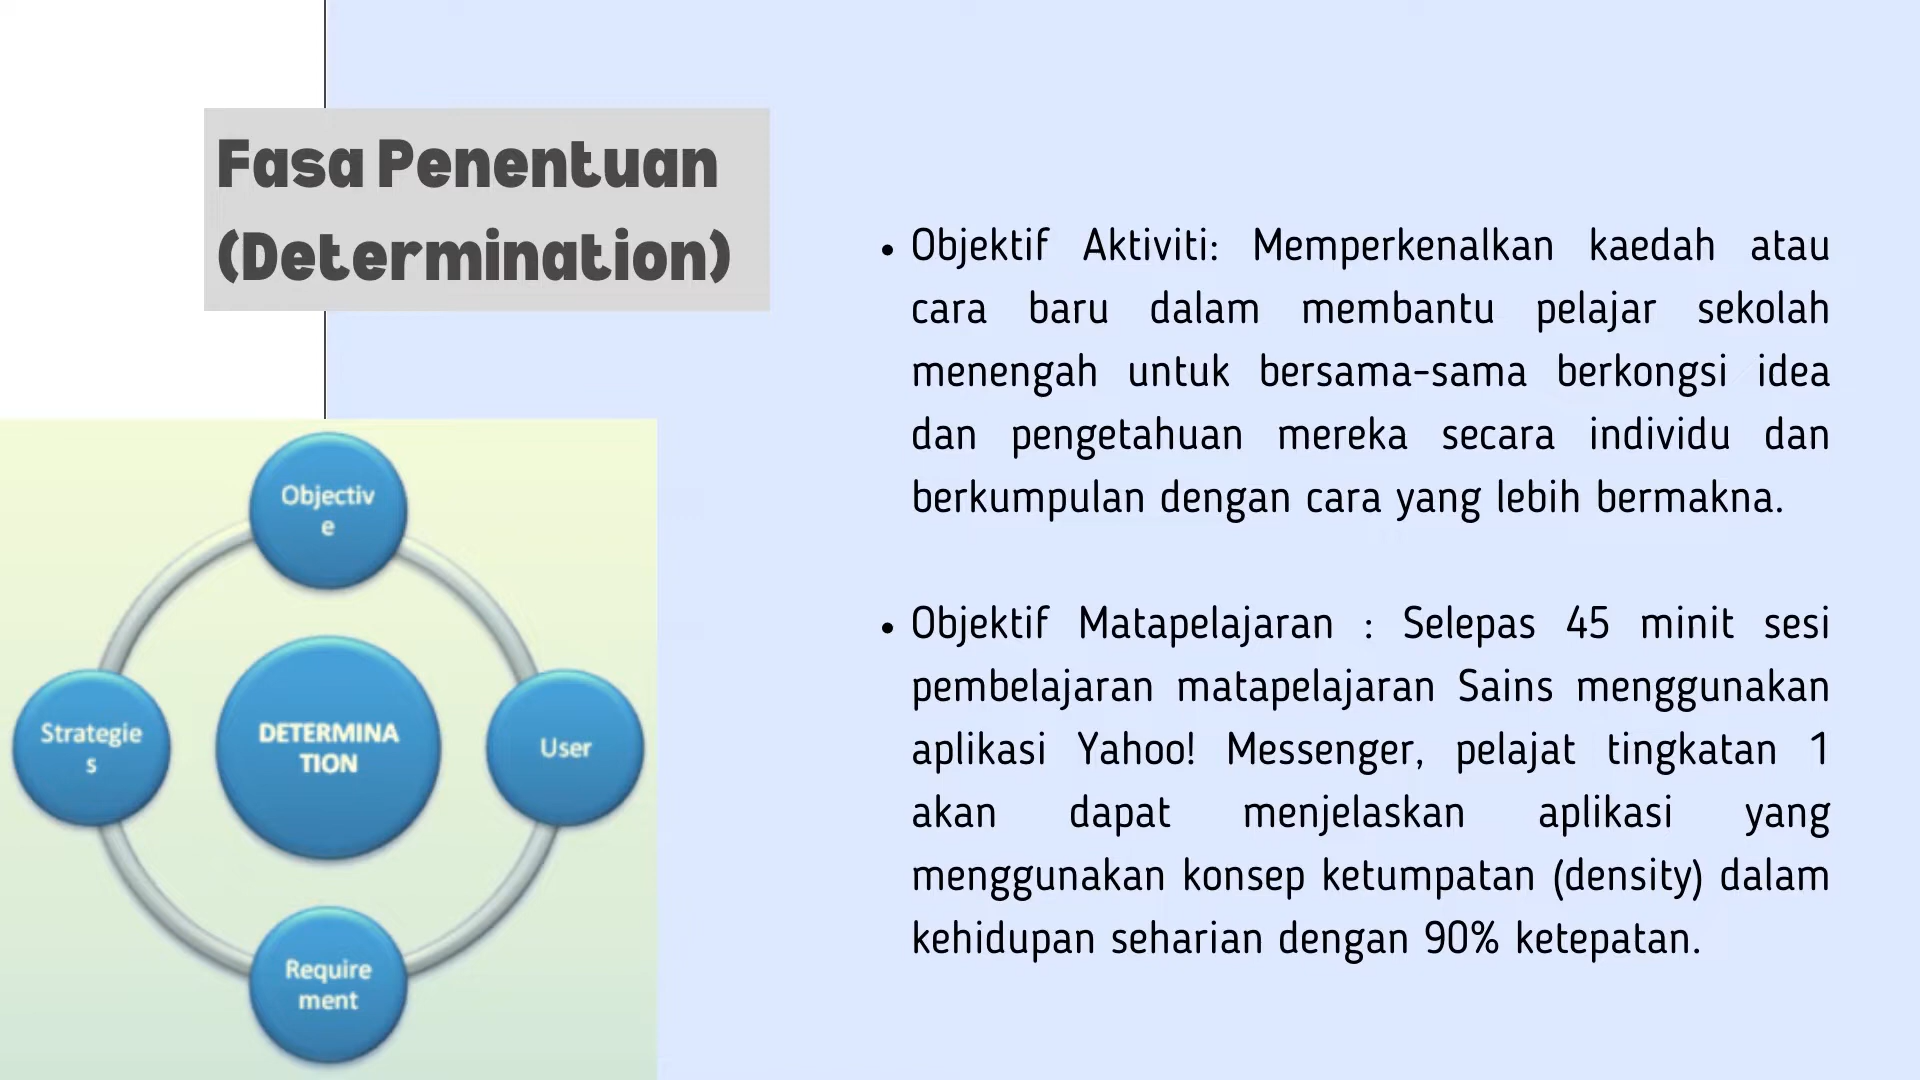 Fasa Penentuan
(Determination)
• Objektif Aktiviti: Memperkenalkan kaedah atau
cara baru dalam membantu pelajar sekolah
menengah untuk bersama-sama berkongsi idea
dan pengetahuan mereka secara individu dan
berkumpulan dengan cara yang lebih bermakna.
• Objektif Matapelajaran : Selepas 45 minit sesi
pembelajaran matapelajaran Sains menggunakan
aplikasi Yahoo! Messenger, pelajat tingkatan 1
akan dapat menjelaskan aplikasi yang
menggunakan konsep ketumpatan (density) dalam
kehidupan seharian dengan 90% ketepatan.
Objectiv
e
Strategie
s
DETERMINA
TION
User
Require
ment